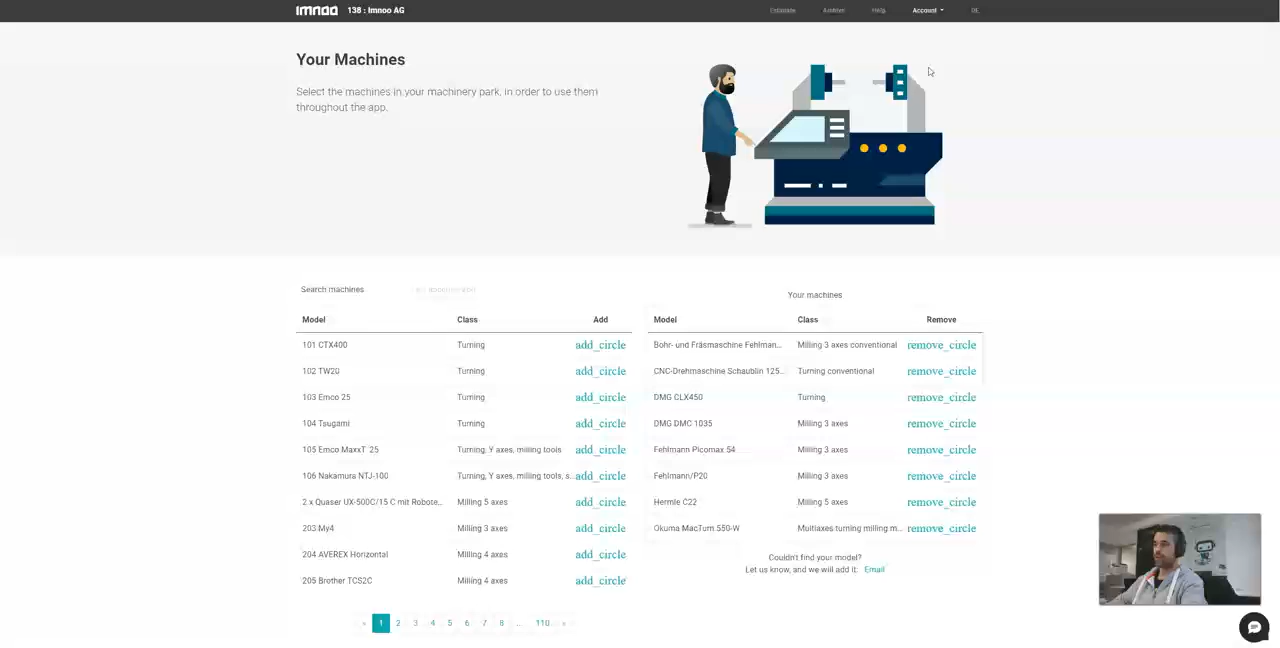 Imnoo 138 : Imnoo AG Estimate Archive Help Account DE
Your Machines
Select the machines in your machinery park, in order to use them
throughout the app.
Search machines
Your machines
Model Class Add
101 CTX400 Turning add_circle
102 TW20 Turning add_circle
103 Emco 25 Turning add_circle
104 Tsugami Turning add_circle
105 Emco MaxxT 25 Turning, Y axes, milling tools add_circle
106 Nakamura NTJ-100 Turning, Y axes, milling tools, s... add_circle
2 x Quaser UX-500C/15 C mit Robote... Milling 5 axes add_circle
203 My4 Milling 3 axes add_circle
204 AVEREX Horizontal Milling 4 axes add_circle
205 Brother TCS2C Milling 4 axes add_circle
« 1 2 3 4 5 6 7 8 ... 110 »
Model Class Remove
Bohr- und Fräsmaschine Fehlman... Milling 3 axes conventional remove_circle
CNC-Drehmaschine Schaublin 125... Turning conventional remove_circle
DMG CLX450 Turning remove_circle
DMG DMC 1035 Milling 3 axes remove_circle
Fehlmann Picomax 54 Milling 3 axes remove_circle
Fehlmann/P20 Milling 3 axes remove_circle
Hermle C22 Milling 5 axes remove_circle
Okuma MacTurn 550-W Multiaxes turning milling m... remove_circle
Couldn't find your model?
Let us know, and we will add it: Email